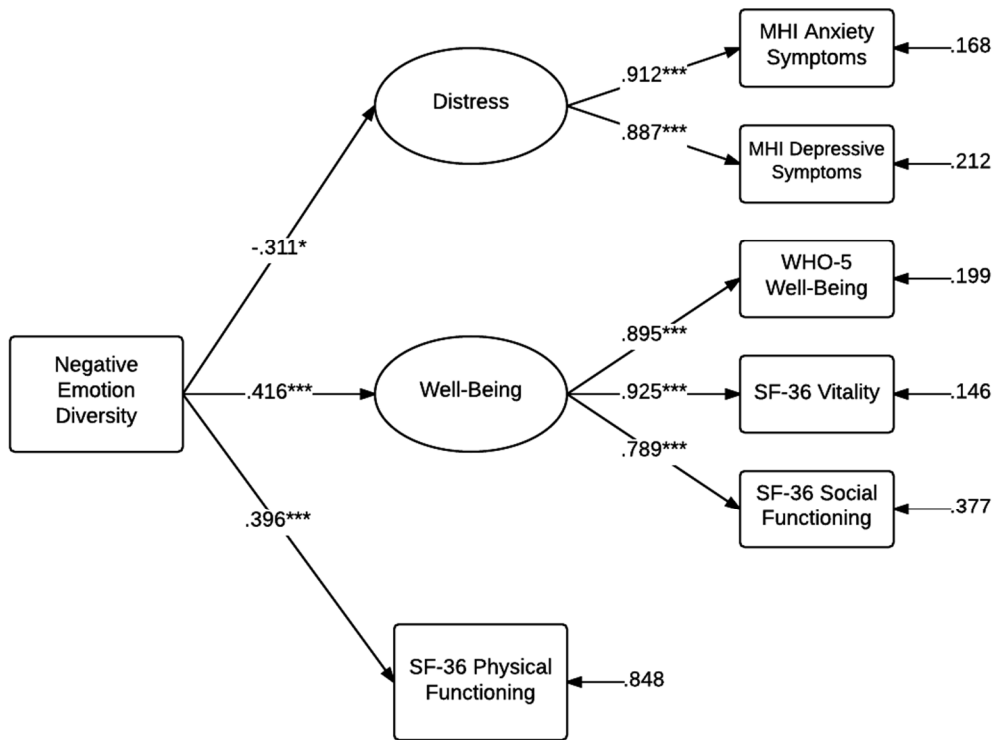 MHI Anxiety
Symptoms
.168
.912***
Distress
.887***
MHI Depressive
Symptoms
.212
-.311*
WHO-5
Well-Being
.199
.895***
Negative
Emotion
Diversity
.416***
Well-Being
.925***
SF-36 Vitality
.146
.789***
SF-36 Social
Functioning
.377
.396***
SF-36 Physical
Functioning
.848